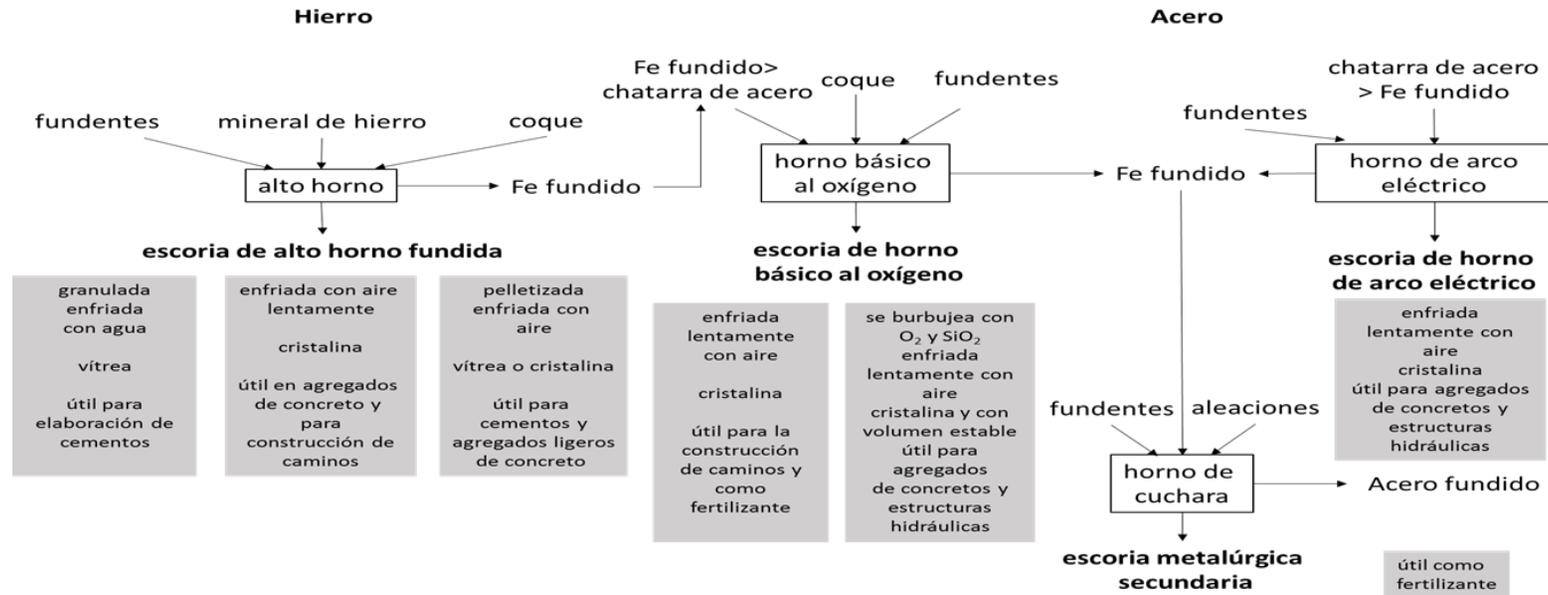 Hierro
Acero
fundentes
mineral de hierro
coque
alto horno
Fe fundido
escoria de alto horno fundida
granulada
enfriada
con agua
vítrea
útil para
elaboración de
cementos
enfriada con aire
lentamente
cristalina
útil en agregados
de concreto y
para
construcción de
caminos
pelletizada
enfriada con
aire
vítrea o cristalina
útil para
cementos y
agregados ligeros
de concreto
Fe fundido>
chatarra de acero
coque
fundentes
horno básico
al oxígeno
escoria de horno
básico al oxígeno
enfriada
lentamente
con aire
cristalina
útil para la
construcción
de caminos y
como
fertilizante
se burbujea con
O₂ y SiO₂
enfriada
lentamente con
aire
cristalina y con
volumen estable
útil para
agregados
de concretos y
estructuras
hidráulicas
Fe fundido
fundentes
chatarra de acero
> Fe fundido
horno de arco
eléctrico
escoria de horno
de arco eléctrico
enfriada
lentamente con
aire
cristalina
útil para agregados
de concretos y
estructuras
hidráulicas
fundentes
aleaciones
horno de
cuchara
Acero fundido
escoria metalúrgica
secundaria
útil como
fertilizante